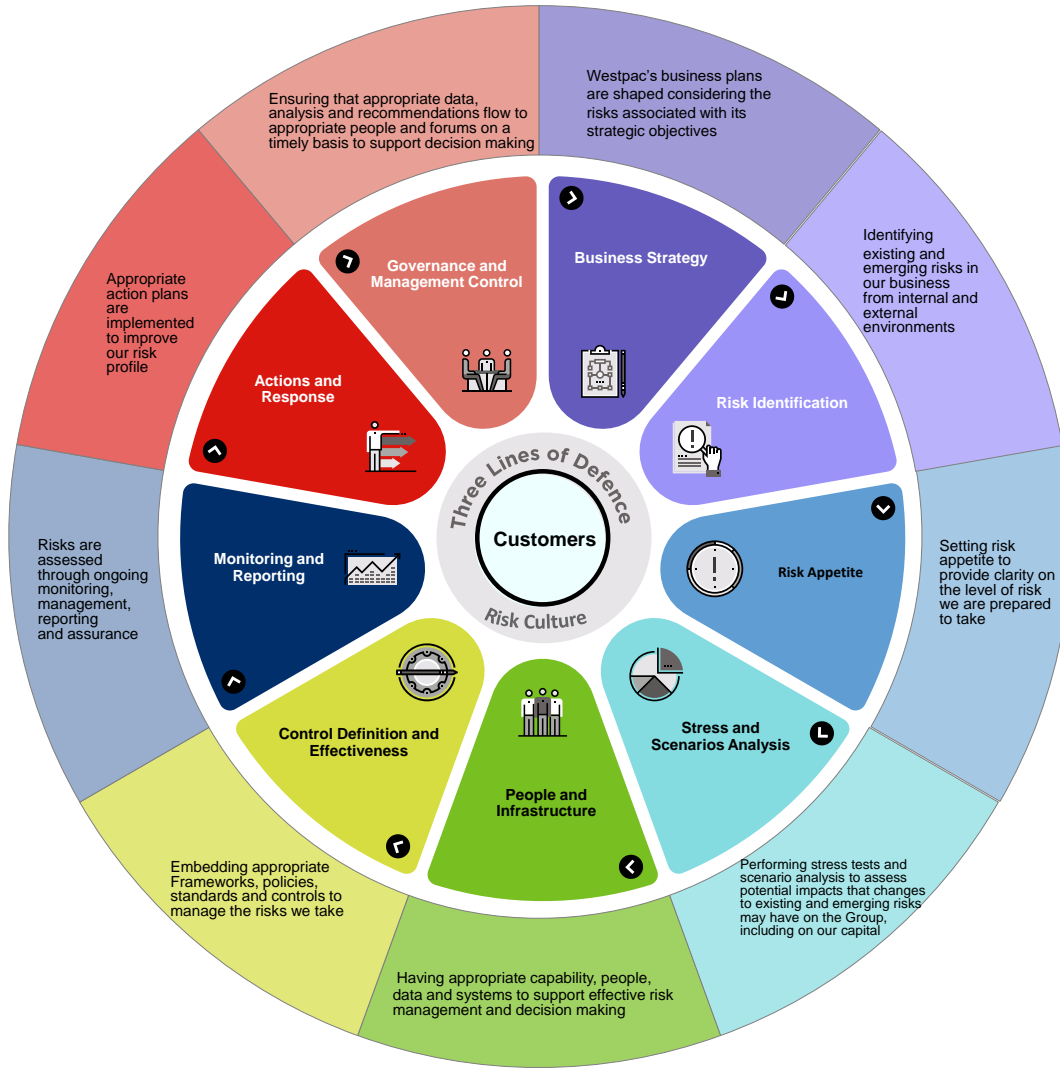 Westpac's business plans
are shaped considering the
risks associated with its
strategic objectives
Business Strategy
Identifying
existing and
emerging risks in
our business
from internal and
external
environments
Risk Identification
Setting risk
appetite to
provide clarity on
the level of risk
we are prepared
to take
Risk Appetite
Performing stress tests and
scenario analysis to assess
potential impacts that changes
to existing and emerging risks
may have on the Group,
including on our capital
Stress and
Scenarios Analysis
Having appropriate capability, people,
data and systems to support effective risk
management and decision making
People and
Infrastructure
Embedding appropriate
Frameworks, policies,
standards and controls to
manage the risks we take
Control Definition and
Effectiveness
Risks are
assessed
through ongoing
monitoring,
management,
reporting
and assurance
Monitoring and
Reporting
Appropriate
action plans
are
implemented
to improve
our risk
profile
Actions and
Response
Ensuring that appropriate data,
analysis and recommendations flow to
appropriate people and forums on a
timely basis to support decision making
Governance and
Management Control
Three Lines of Defence
Customers
Risk Culture